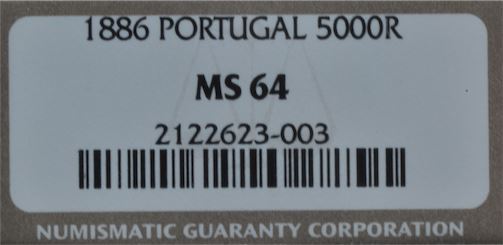 1886 PORTUGAL 5000R
MS 64
2122623-003
NUMISMATIC GUARANTY CORPORATION